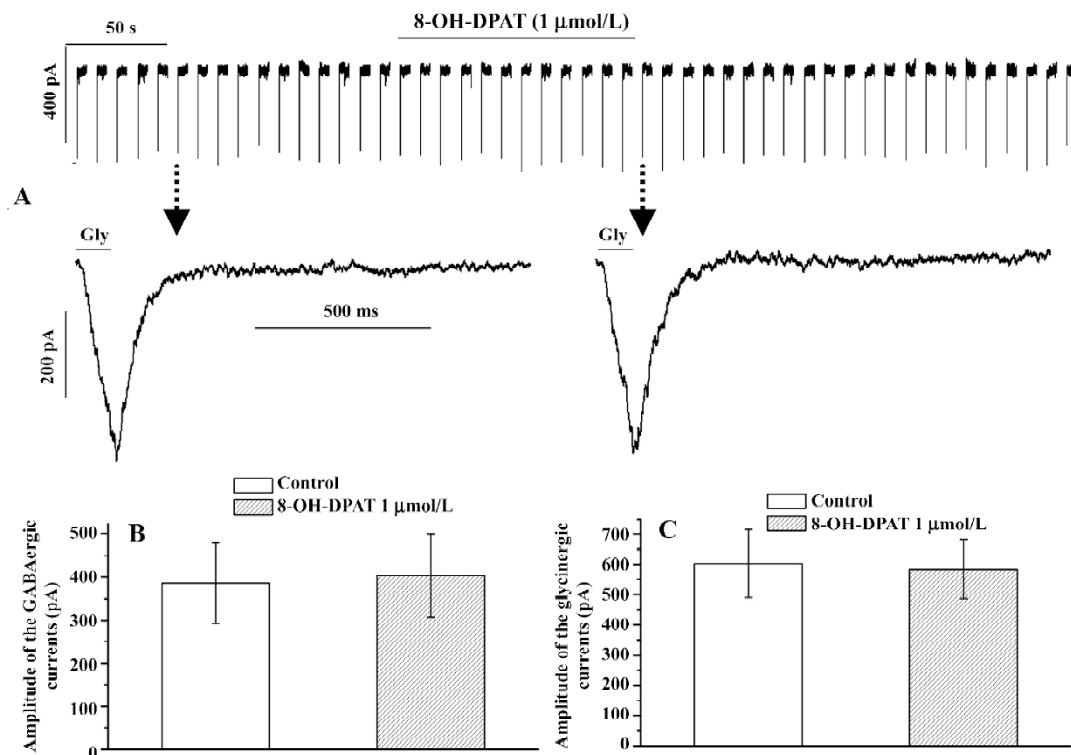 8-OH-DPAT (1 μmol/L)
50 s
400 pA
A
Gly
Gly
500 ms
200 pA
Control
8-OH-DPAT 1 μmol/L
B
500
400
300
200
100
0
Amplitude of the GABAergic
currents (pA)
Control
8-OH-DPAT 1 μmol/L
C
700
600
500
400
300
200
100
0
Amplitude of the glycinergic
currents (pA)